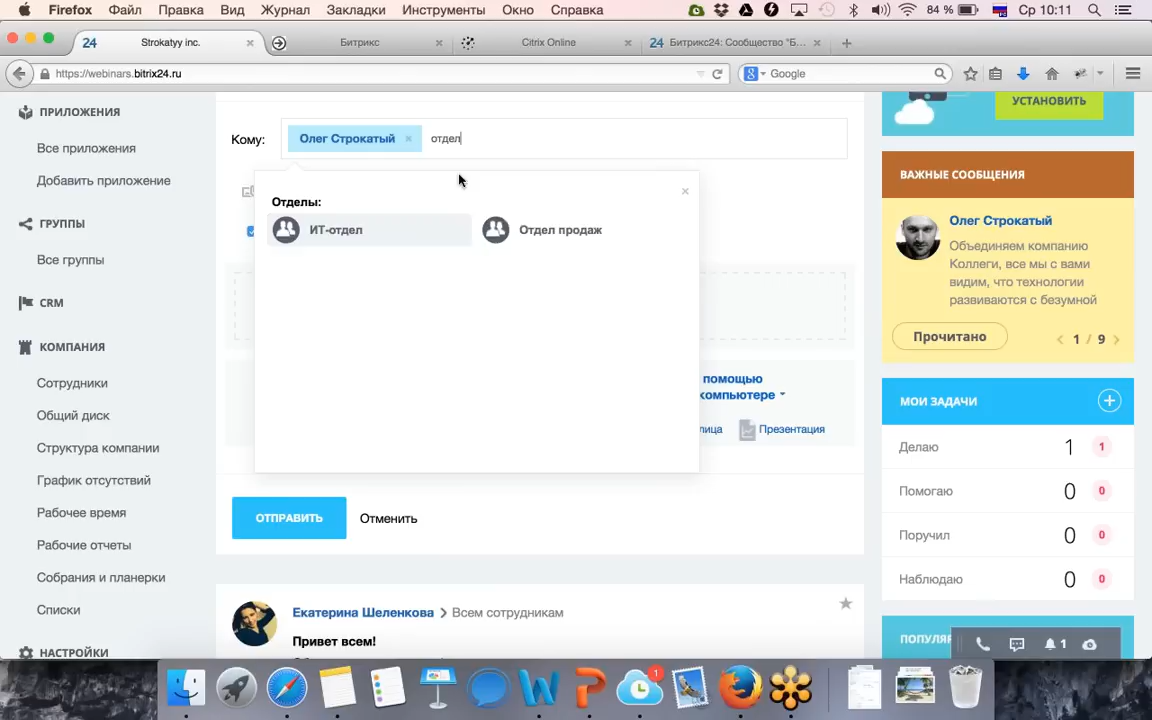 Firefox Файл Правка Вид Журнал Закладки Инструменты Окно Справка 84 % Ср 10:11
24 Strokatyy inc. × Битрикс × Citrix Online × 24 Битрикс24: Сообщество "Б... × +
https://webinars.bitrix24.ru Google
ПРИЛОЖЕНИЯ
Все приложения
Добавить приложение
ГРУППЫ
Все группы
CRM
КОМПАНИЯ
Сотрудники
Общий диск
Структура компании
График отсутствий
Рабочее время
Рабочие отчеты
Собрания и планерки
Списки
НАСТРОЙКИ
Кому: Олег Строкатый × отдел
Отделы:
ИТ-отдел Отдел продаж
помощью
компьютере
лица Презентация
ОТПРАВИТЬ Отменить
Екатерина Шеленкова > Всем сотрудникам
Привет всем!
УСТАНОВИТЬ
ВАЖНЫЕ СООБЩЕНИЯ
Олег Строкатый
Объединяем компанию
Коллеги, все мы с вами
видим, что технологии
развиваются с безумной
Прочитано < 1 / 9 >
МОИ ЗАДАЧИ
Делаю 1 1
Помогаю 0 0
Поручил 0 0
Наблюдаю 0 0
ПОПУЛЯР
1
1